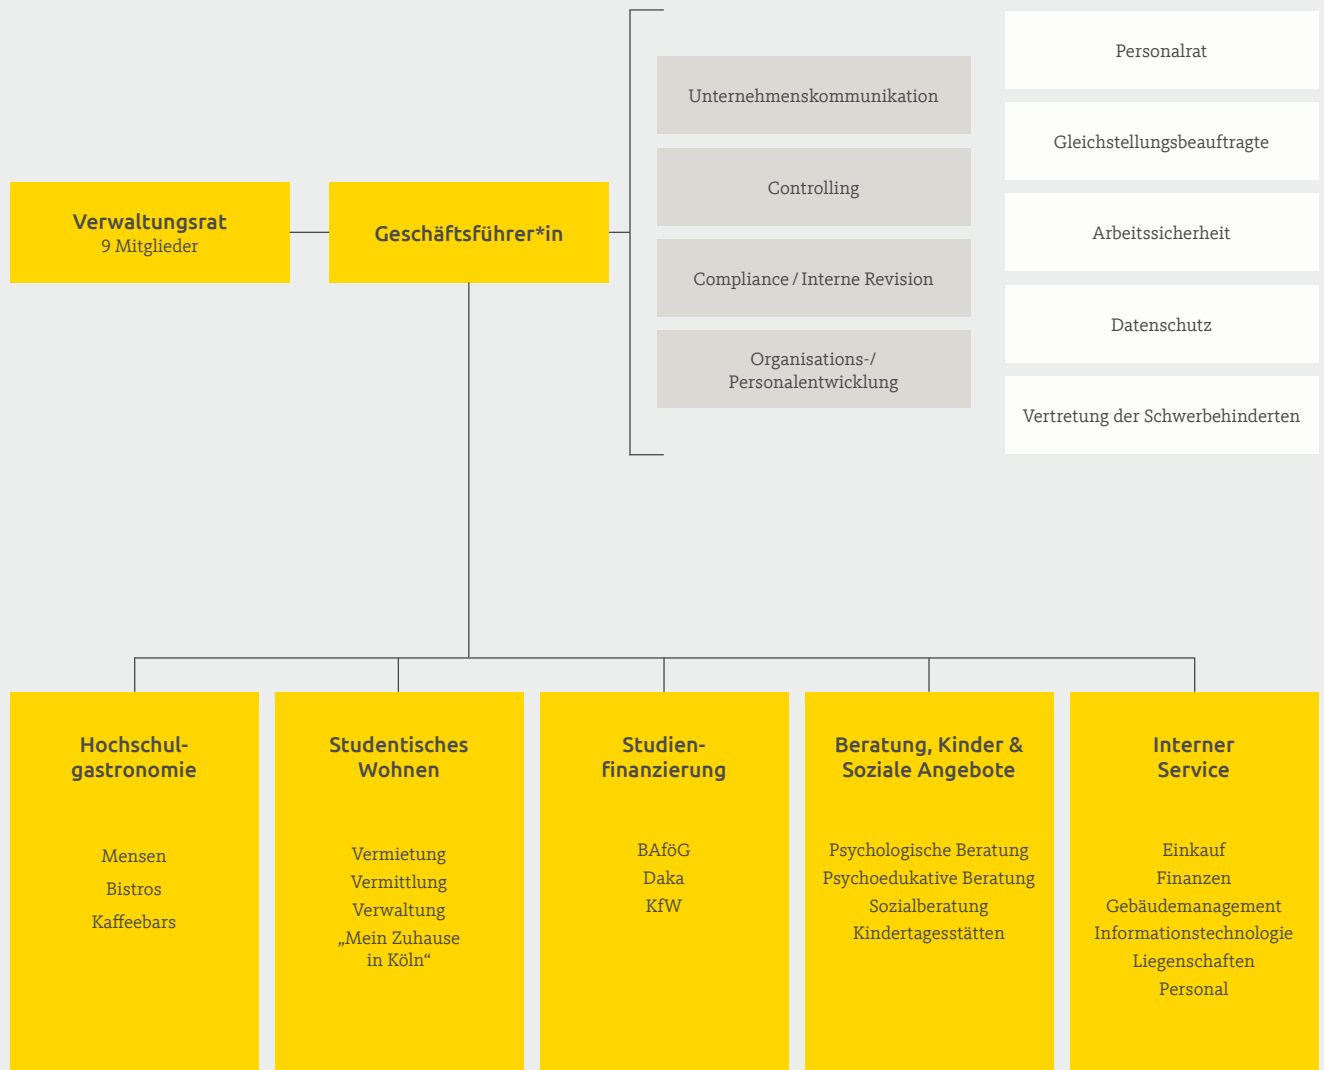 Verwaltungsrat
9 Mitglieder
Geschäftsführer*in
Unternehmenskommunikation
Controlling
Compliance / Interne Revision
Organisations-/
Personalentwicklung
Personalrat
Gleichstellungsbeauftragte
Arbeitssicherheit
Datenschutz
Vertretung der Schwerbehinderten
Hochschul-
gastronomie
Mensen
Bistros
Kaffeebars
Studentisches
Wohnen
Vermietung
Vermittlung
Verwaltung
„Mein Zuhause
in Köln“
Studien-
finanzierung
BAföG
Daka
KfW
Beratung, Kinder &
Soziale Angebote
Psychologische Beratung
Psychoedukative Beratung
Sozialberatung
Kindertagesstätten
Interner
Service
Einkauf
Finanzen
Gebäudemanagement
Informationstechnologie
Liegenschaften
Personal